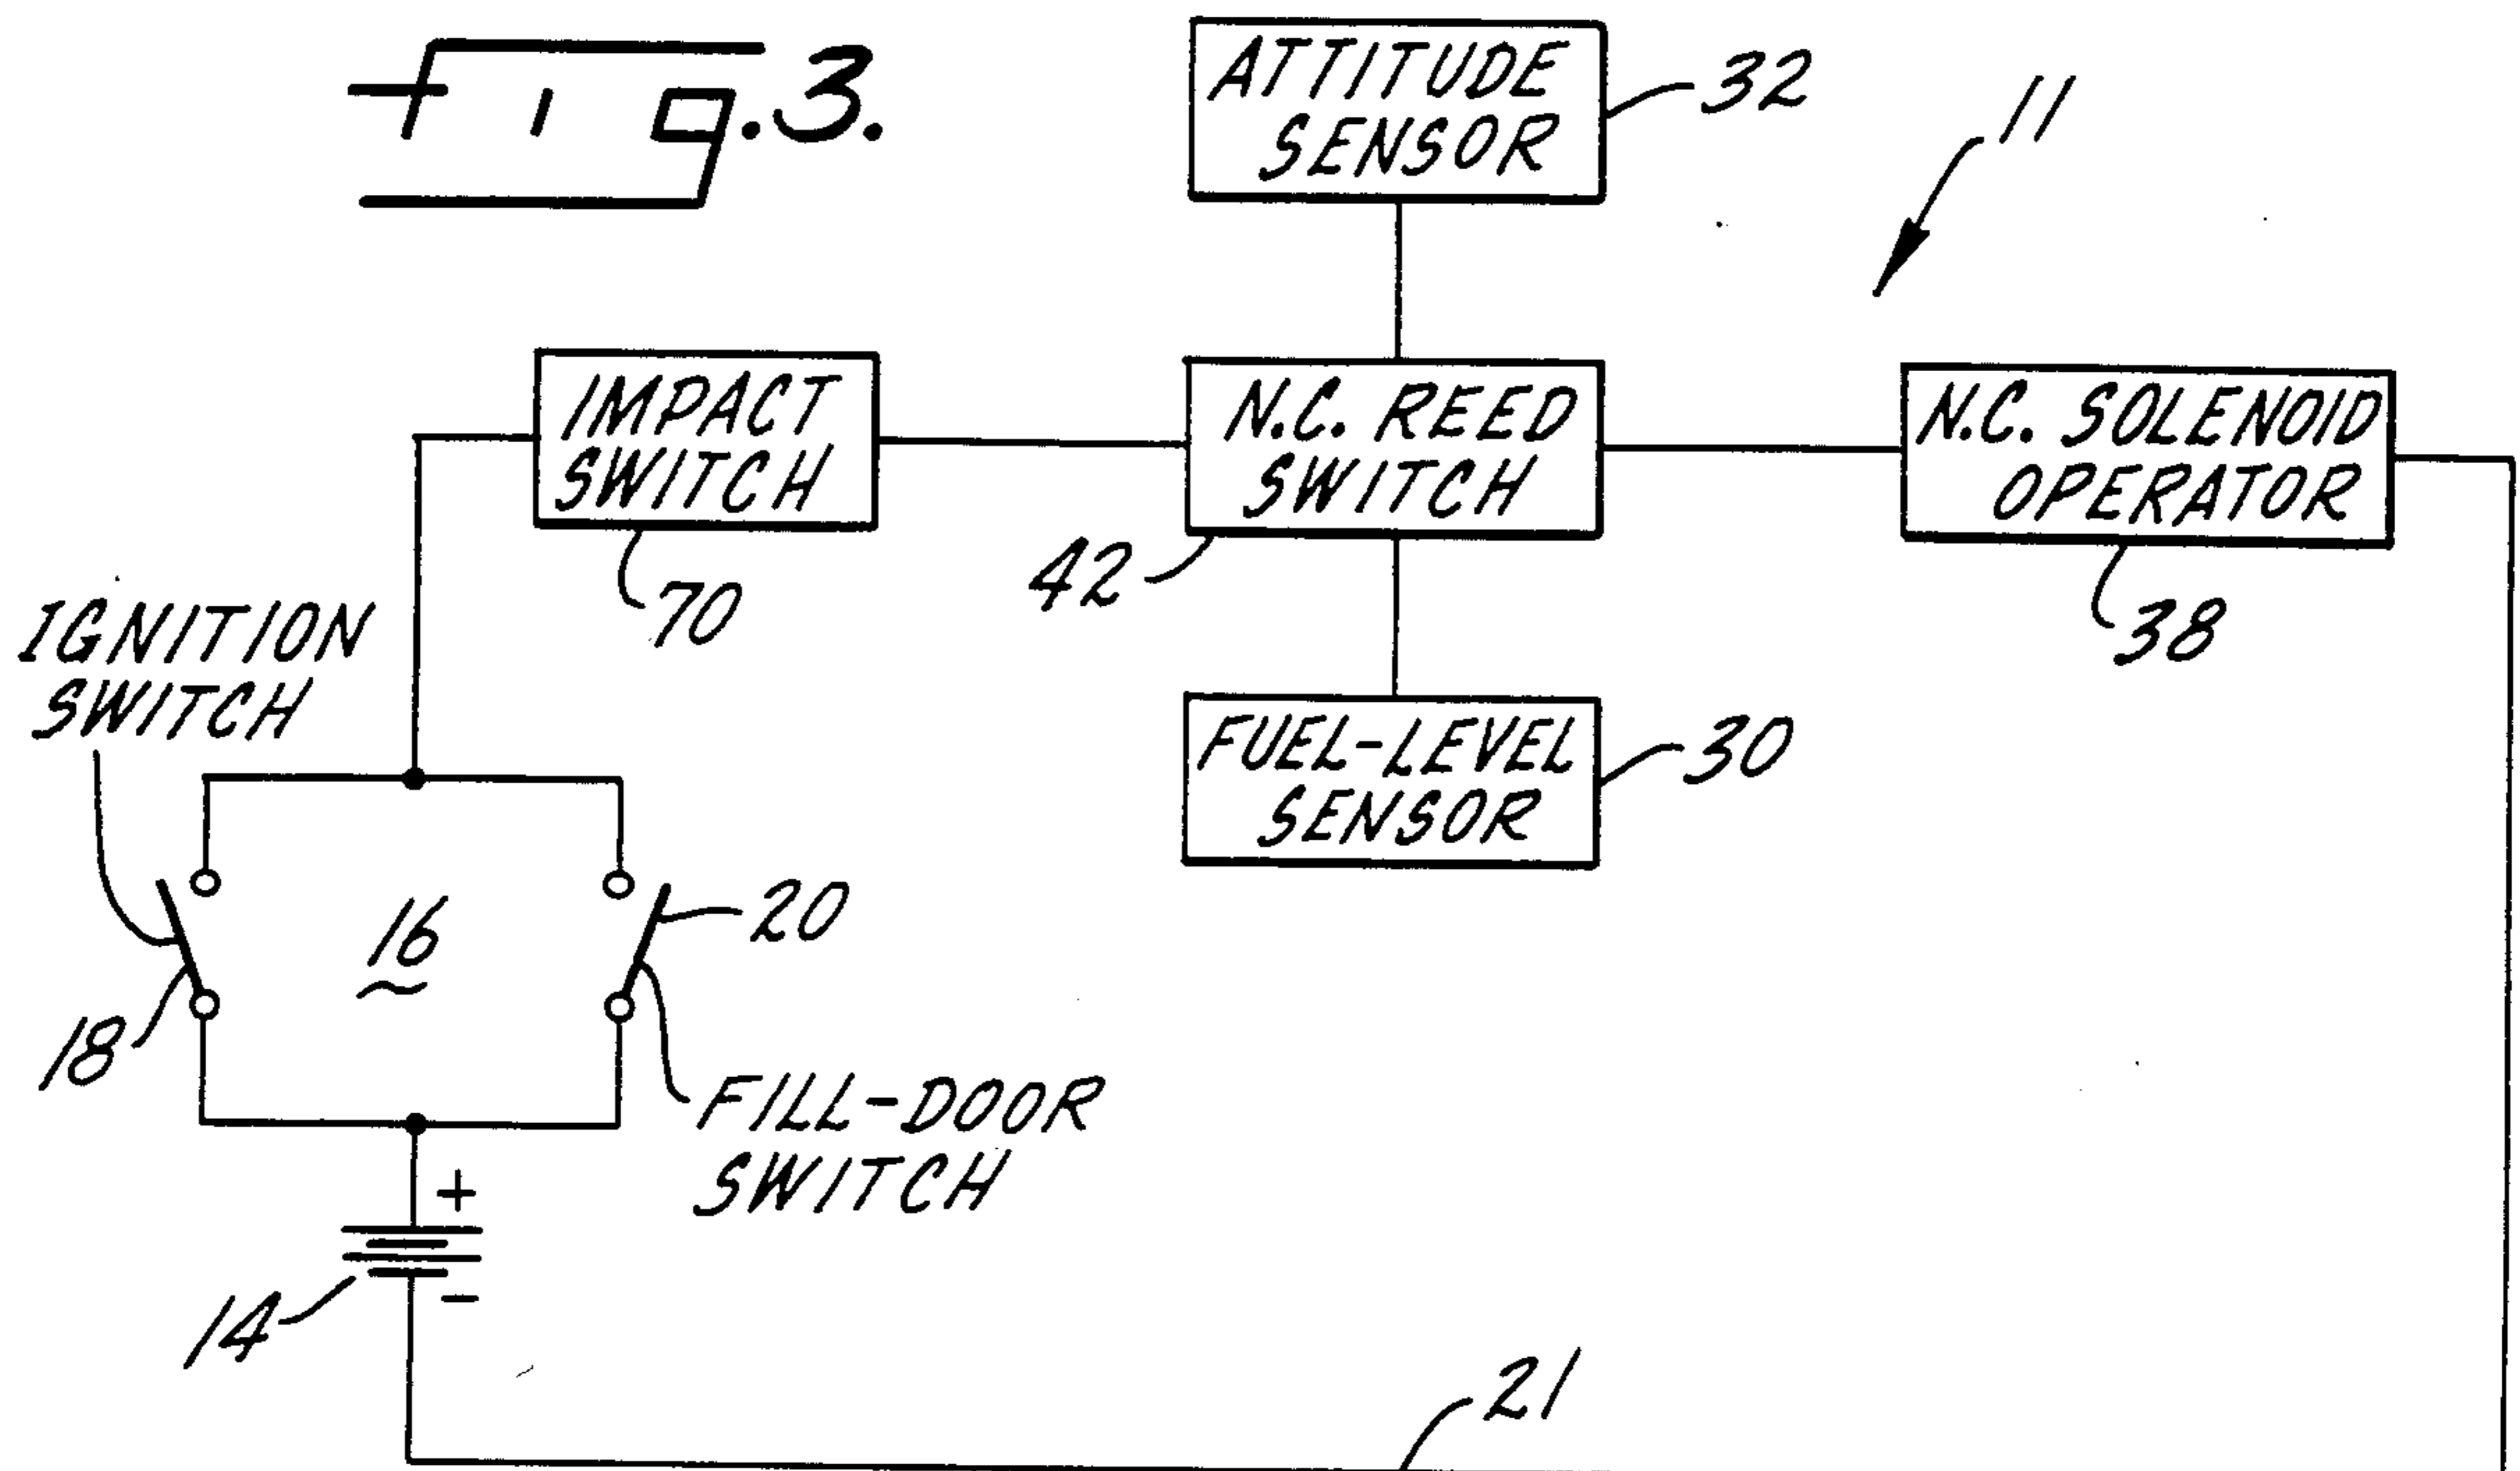 Fig. 3.
ATTITUDE
SENSOR
32
11
IMPACT
SWITCH
70
N.C. REED
SWITCH
42
N.C. SOLENOID
OPERATOR
38
IGNITION
SWITCH
FUEL-LEVEL
SENSOR
30
16
20
18
FILL-DOOR
SWITCH
+
-
14
21